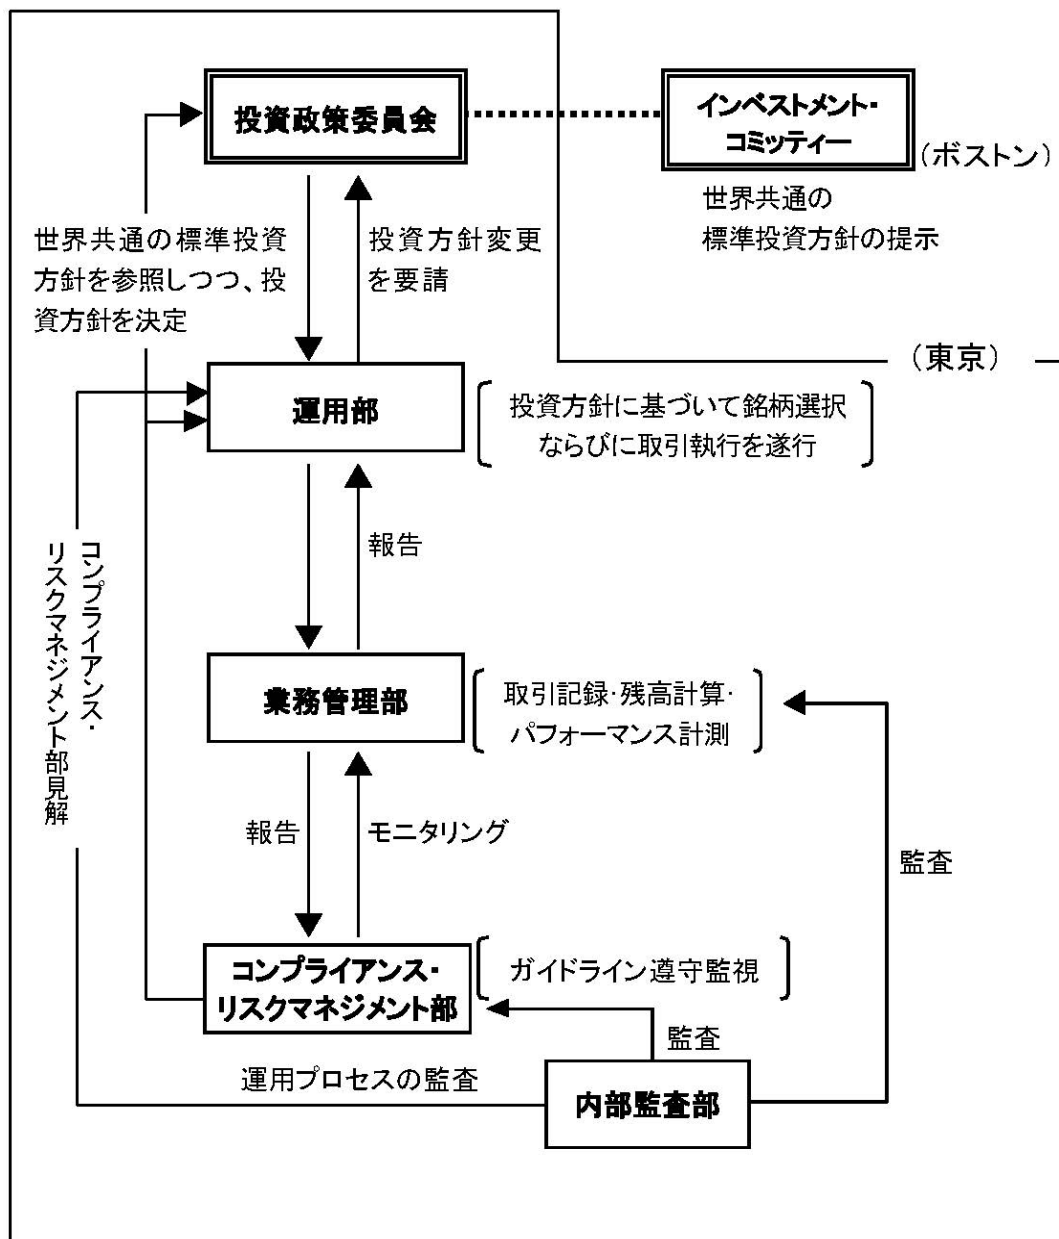 投資政策委員会
インベストメント・
コミッティー
（ボストン）
世界共通の
標準投資方針の提示
世界共通の標準投資
方針を参照しつつ、投
資方針を決定
投資方針変更
を要請
（東京）
運用部
投資方針に基づいて銘柄選択
ならびに取引執行を遂行
報告
コンプライアンス・
リスクマネジメント部見解
業務管理部
取引記録・残高計算・
パフォーマンス計測
報告
モニタリング
監査
コンプライアンス・
リスクマネジメント部
ガイドライン遵守監視
監査
運用プロセスの監査
内部監査部